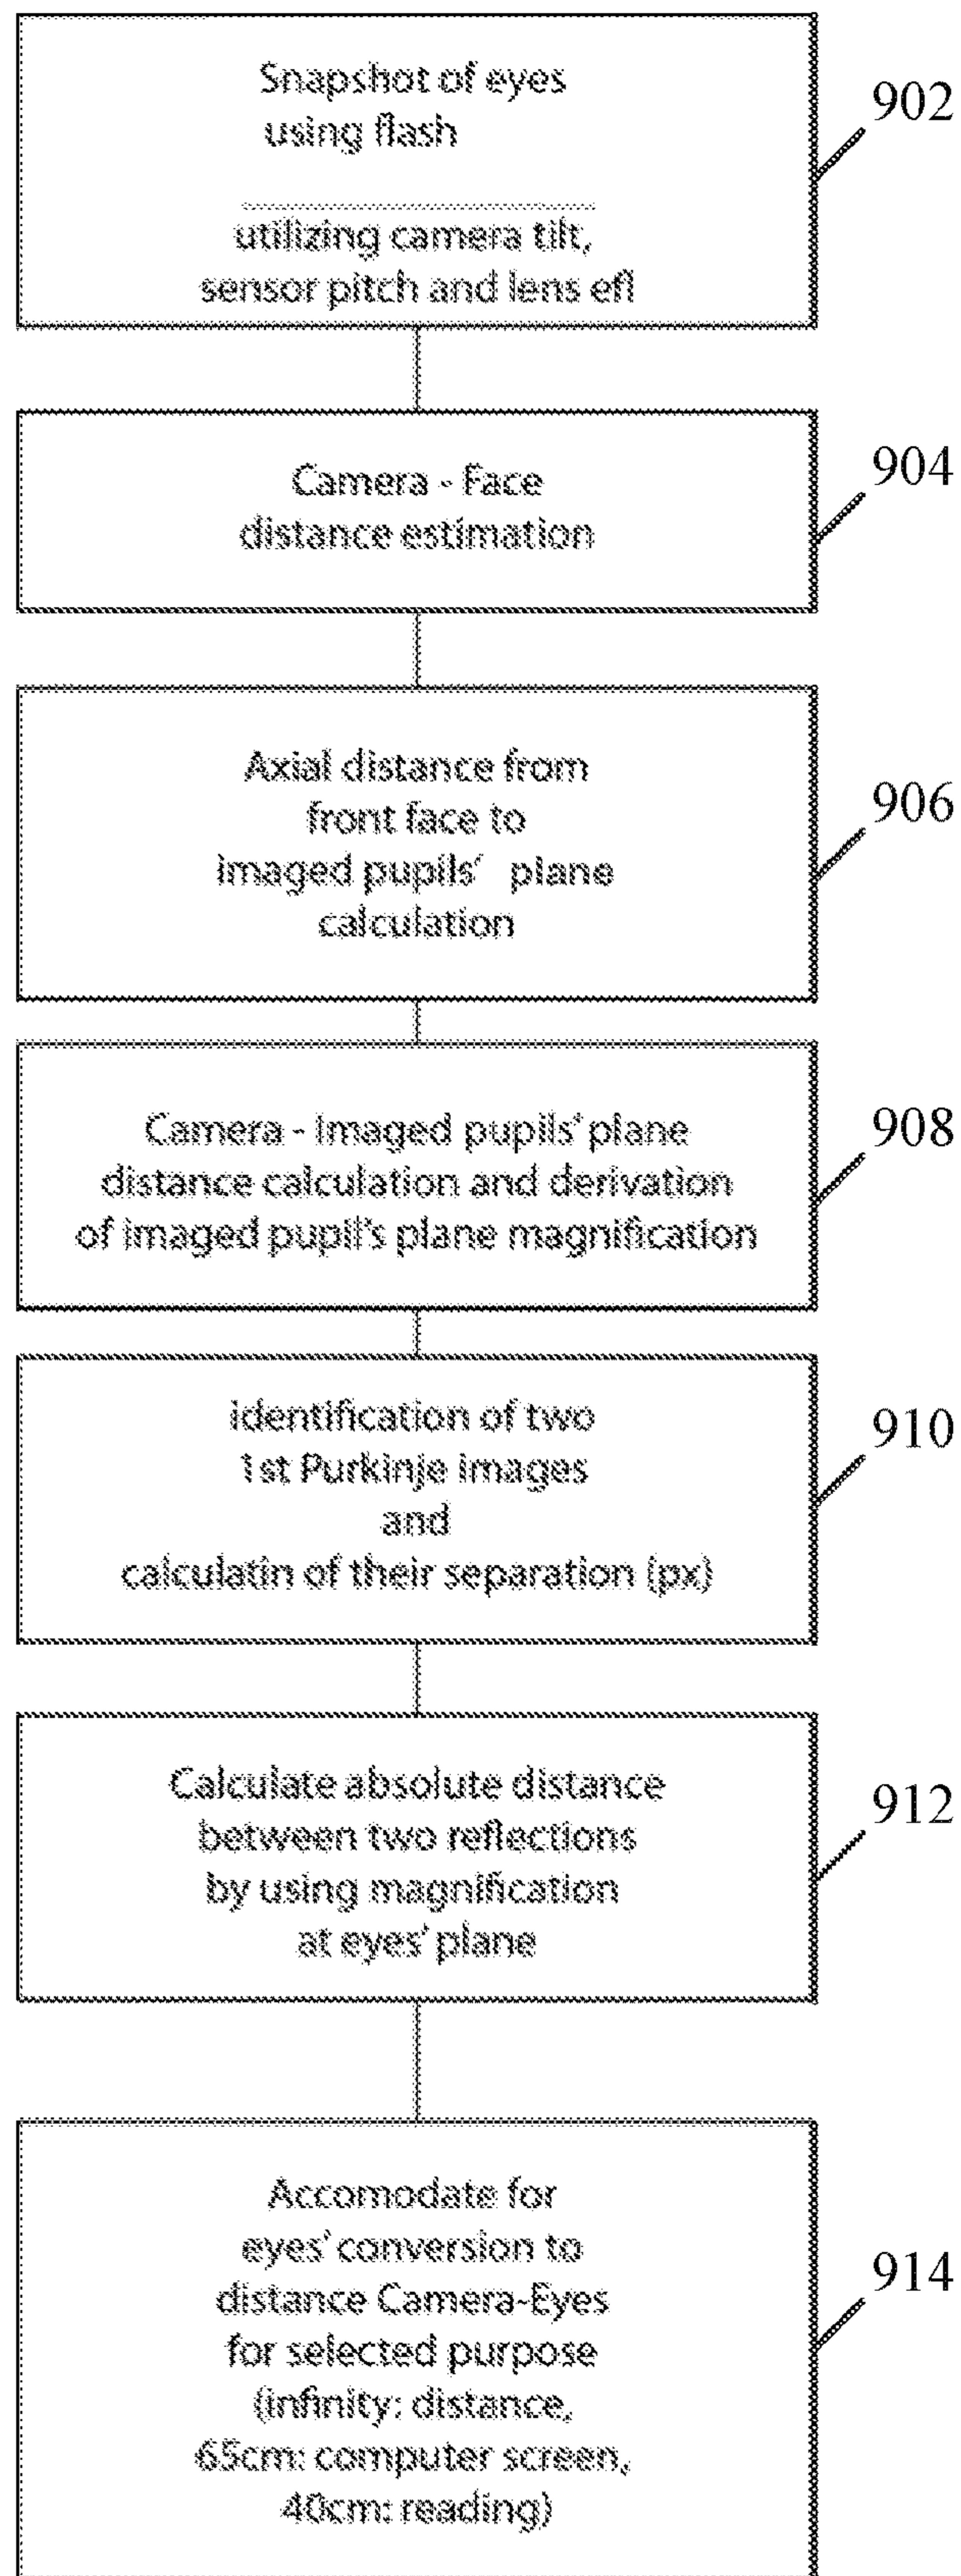 Snapshot of eyes
using flash
902
utilizing camera tilt,
sensor pitch and lens efl
Camera - Face
distance estimation
904
Axial distance from
front face to
imaged pupils' plane
calculation
906
Camera - Imaged pupils' plane
distance calculation and derivation
of imaged pupil's plane magnification
908
identification of two
1st Purkinje images
and
calculatin of their separation (px)
910
Calculate absolute distance
between two reflections
by using magnification
at eyes' plane
912
Accomodate for
eyes' conversion to
distance Camera-Eyes
for selected purpose
(infinity: distance,
65cm: computer screen,
40cm: reading)
914